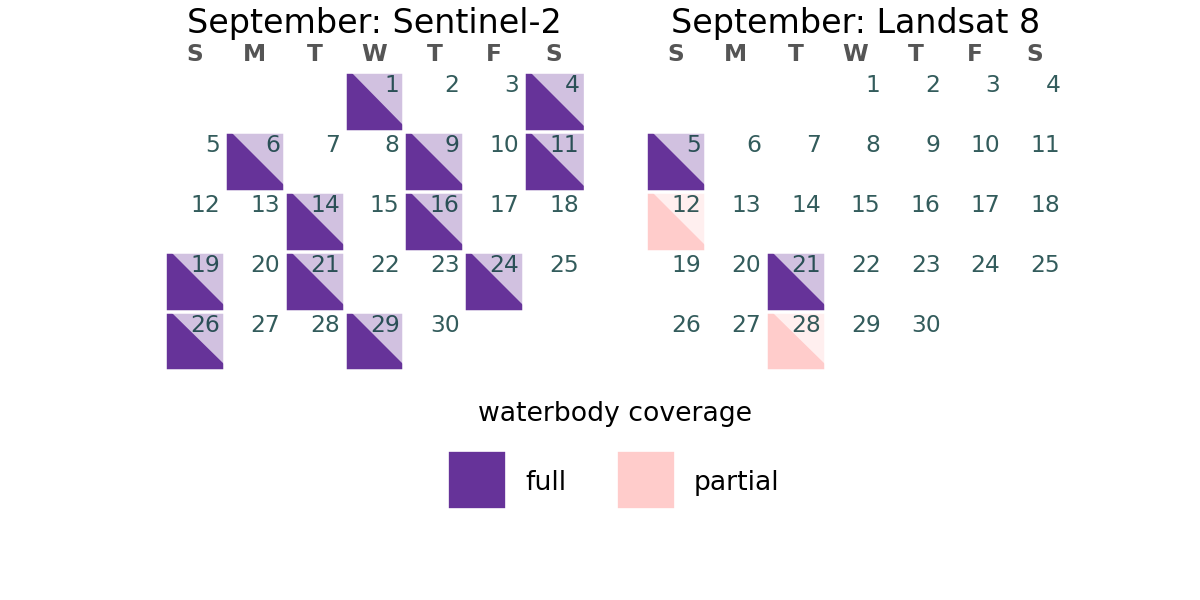 September: Sentinel-2
S M T W T F S
1 2 3 4
5 6 7 8 9 10 11
12 13 14 15 16 17 18
19 20 21 22 23 24 25
26 27 28 29 30
September: Landsat 8
S M T W T F S
1 2 3 4
5 6 7 8 9 10 11
12 13 14 15 16 17 18
19 20 21 22 23 24 25
26 27 28 29 30
waterbody coverage
full
partial